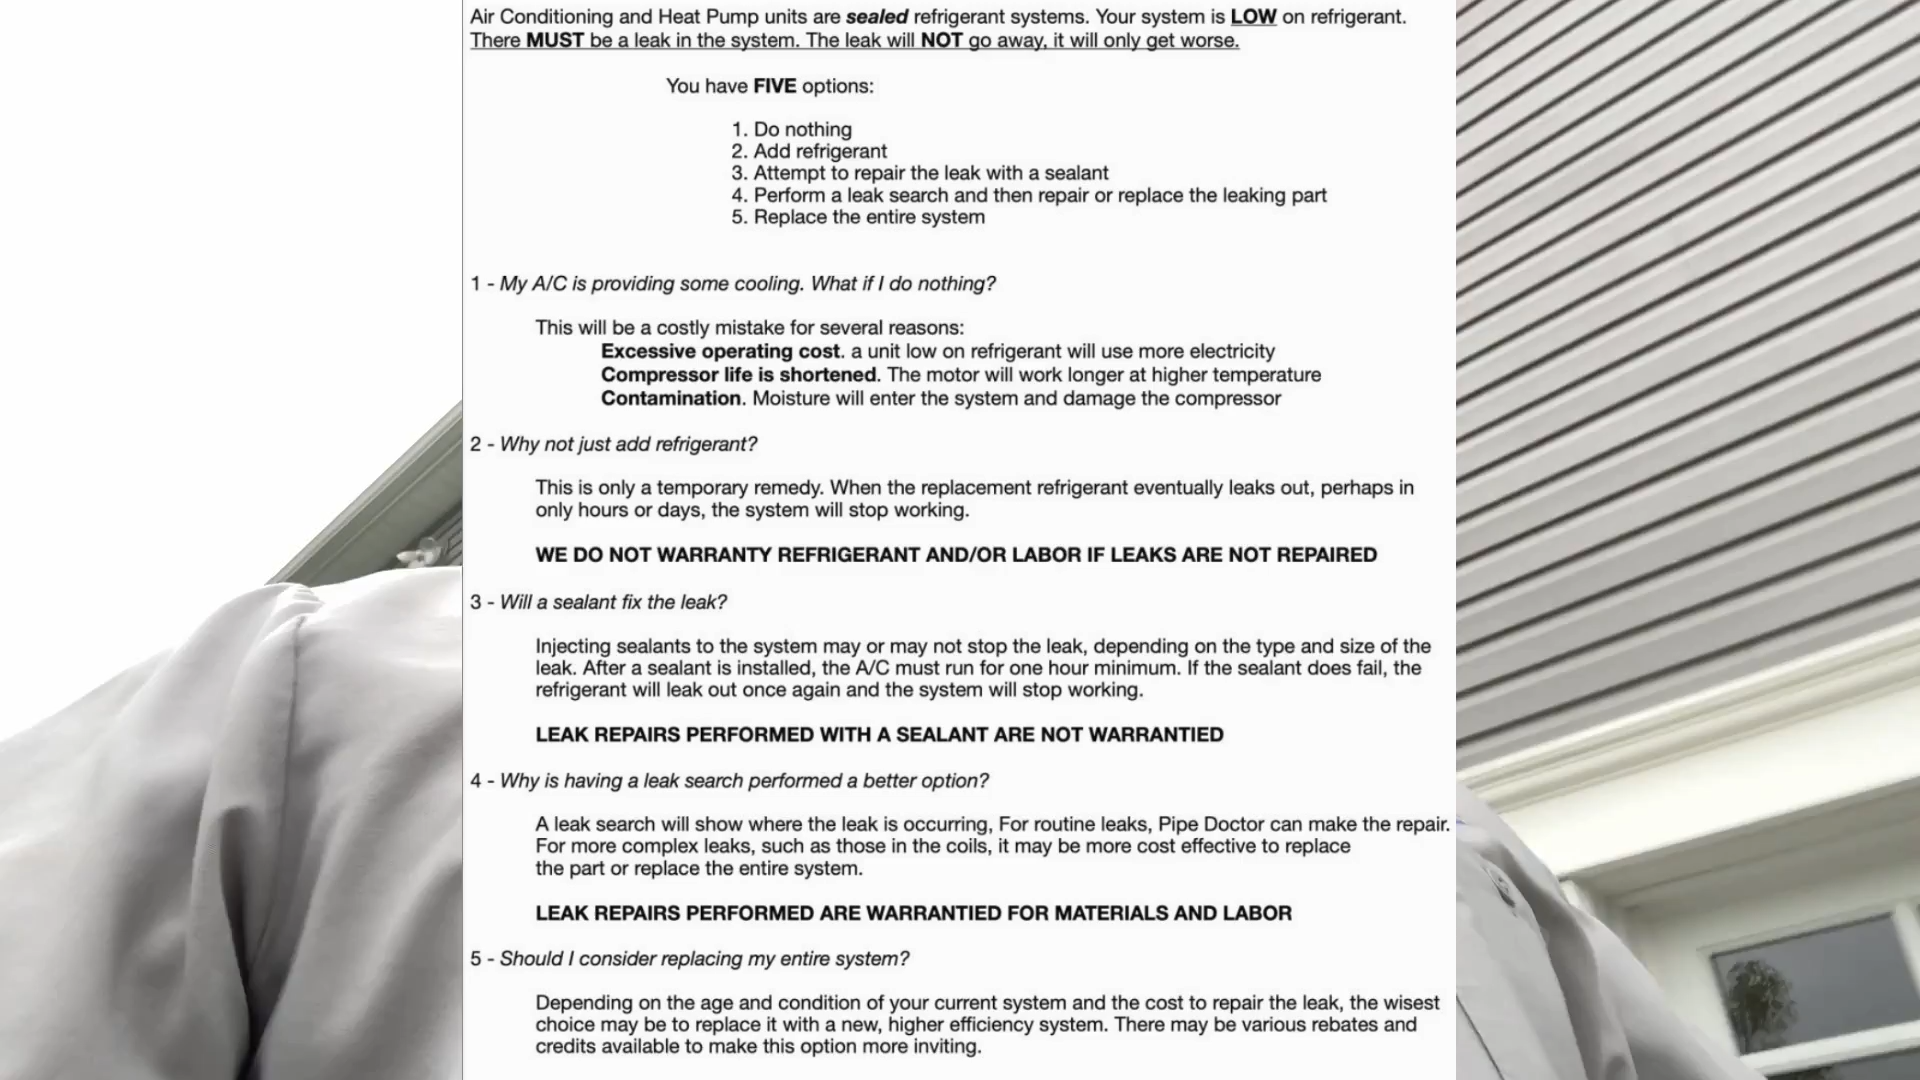 Air Conditioning and Heat Pump units are sealed refrigerant systems. Your system is LOW on refrigerant.
There MUST be a leak in the system. The leak will NOT go away, it will only get worse.
You have FIVE options:
1. Do nothing
2. Add refrigerant
3. Attempt to repair the leak with a sealant
4. Perform a leak search and then repair or replace the leaking part
5. Replace the entire system
1 - My A/C is providing some cooling. What if I do nothing?
This will be a costly mistake for several reasons:
Excessive operating cost. a unit low on refrigerant will use more electricity
Compressor life is shortened. The motor will work longer at higher temperature
Contamination. Moisture will enter the system and damage the compressor
2 - Why not just add refrigerant?
This is only a temporary remedy. When the replacement refrigerant eventually leaks out, perhaps in
only hours or days, the system will stop working.
WE DO NOT WARRANTY REFRIGERANT AND/OR LABOR IF LEAKS ARE NOT REPAIRED
3 - Will a sealant fix the leak?
Injecting sealants to the system may or may not stop the leak, depending on the type and size of the
leak. After a sealant is installed, the A/C must run for one hour minimum. If the sealant does fail, the
refrigerant will leak out once again and the system will stop working.
LEAK REPAIRS PERFORMED WITH A SEALANT ARE NOT WARRANTIED
4 - Why is having a leak search performed a better option?
A leak search will show where the leak is occurring, For routine leaks, Pipe Doctor can make the repair.
For more complex leaks, such as those in the coils, it may be more cost effective to replace
the part or replace the entire system.
LEAK REPAIRS PERFORMED ARE WARRANTIED FOR MATERIALS AND LABOR
5 - Should I consider replacing my entire system?
Depending on the age and condition of your current system and the cost to repair the leak, the wisest
choice may be to replace it with a new, higher efficiency system. There may be various rebates and
credits available to make this option more inviting.